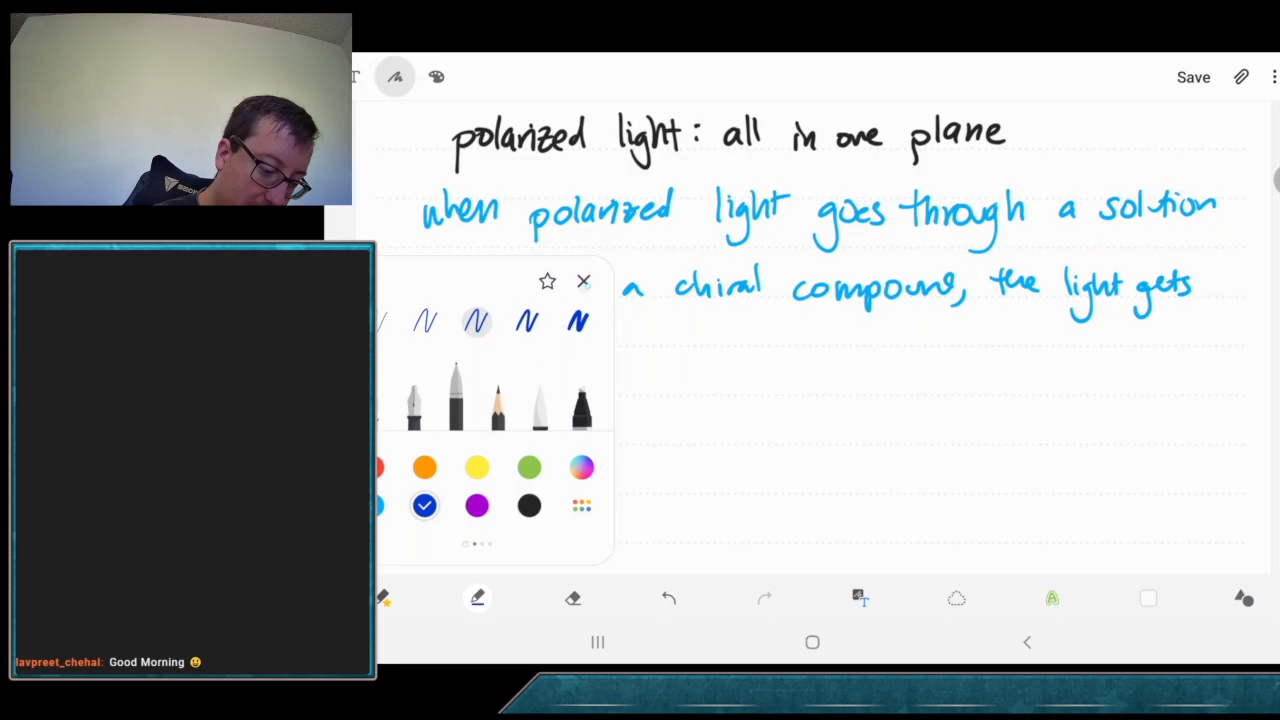 T
Save
polarized light: all in one plane
when polarized light goes through a solution
a chiral compound, the light gets
lavpreet_chehal: Good Morning 😃